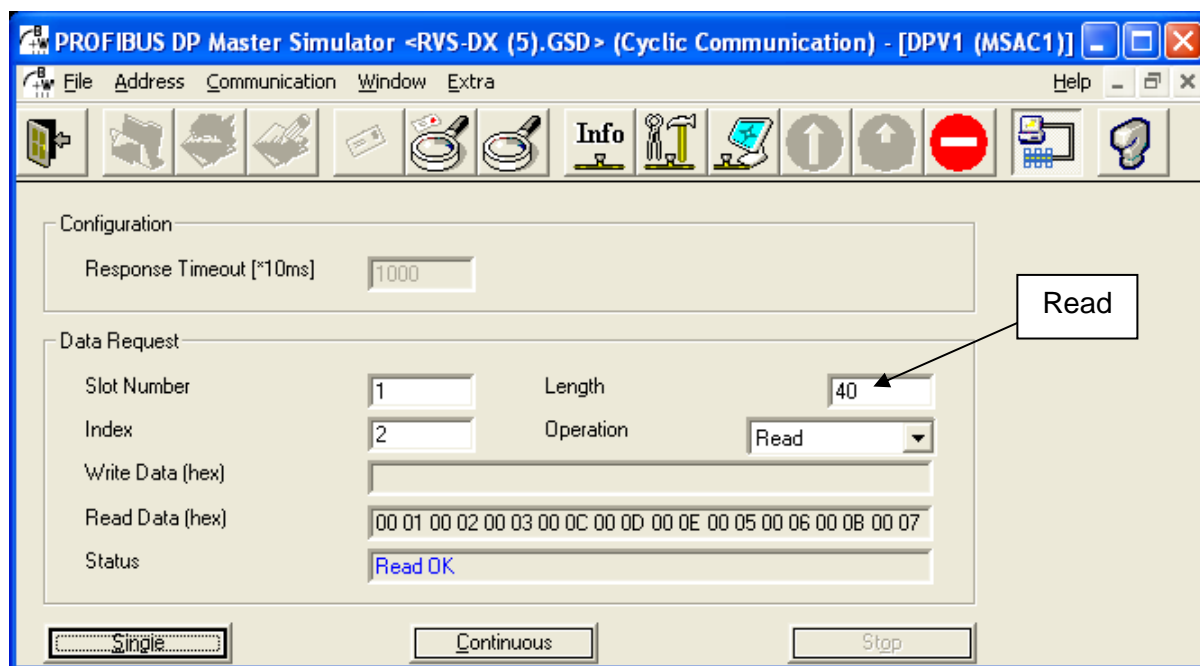 PROFIBUS DP Master Simulator <RVS-DX (5).GSD> (Cyclic Communication) - [DPV1 (MSAC1)]
File Address Communication Window Extra Help
Info
Configuration
Response Timeout [*10ms] 1000
Read
Data Request
Slot Number 1 Length 40
Index 2 Operation Read
Write Data (hex)
Read Data (hex) 00 01 00 02 00 03 00 0C 00 0D 00 0E 00 05 00 06 00 0B 00 07
Status Read OK
Single Continuous Stop